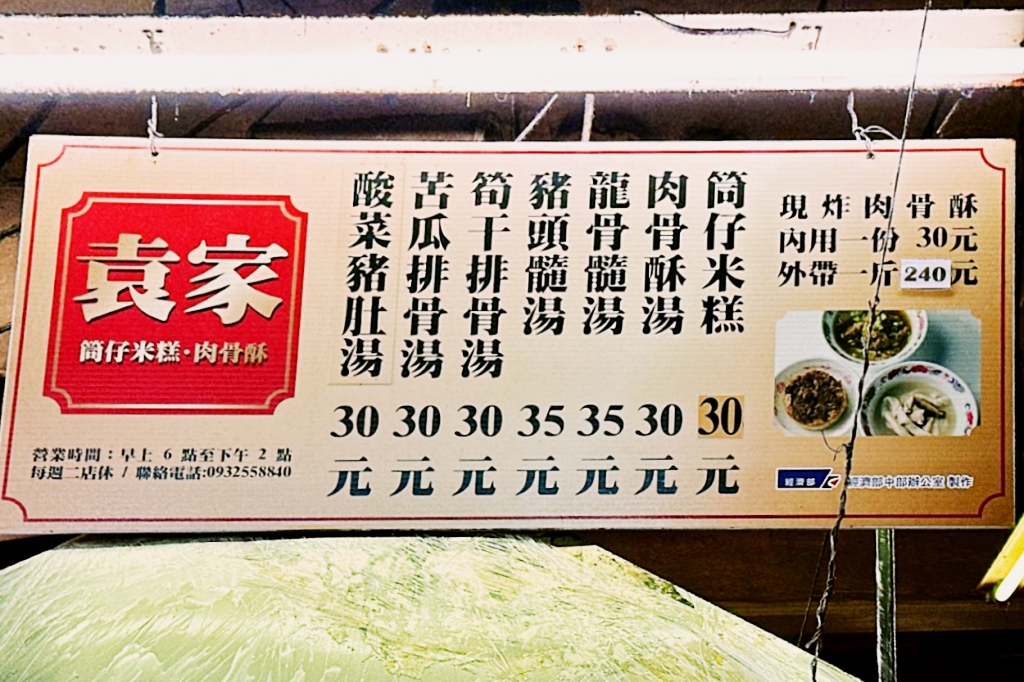 袁家
筒仔米糕·肉骨酥
營業時間：早上 6 點至下午 2 點
每週二店休 / 聯絡電話:0932558840
筒仔米糕 30元
肉骨酥湯 30元
龍骨髓湯 35元
豬頭髓湯 35元
筍干排骨湯 30元
苦瓜排骨湯 30元
酸菜豬肚湯 30元
現炸肉骨酥
內用一份 30元
外帶一斤 240元
經濟部
經濟部中部辦公室 製作